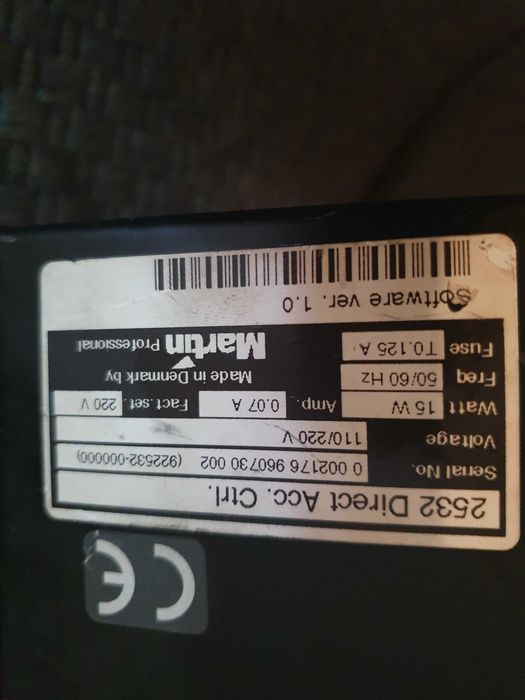 CE
2532 Direct Acc. Ctrl.
Serial No. 0 002176 960730 002 (922532-000000)
Voltage 110/220 V
Watt 15 W Amp. 0.07 A Fact.set. 220 V
Freq 50/60 Hz Made in Denmark by
Fuse T0.125 A Martin Professional
Software ver. 1.0